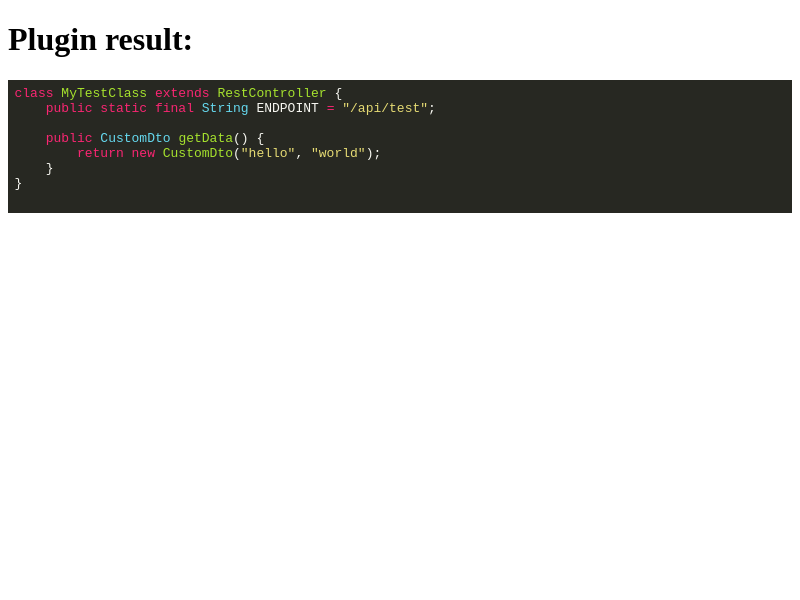 Plugin result:
class MyTestClass extends RestController {
    public static final String ENDPOINT = "/api/test";

    public CustomDto getData() {
        return new CustomDto("hello", "world");
    }
}